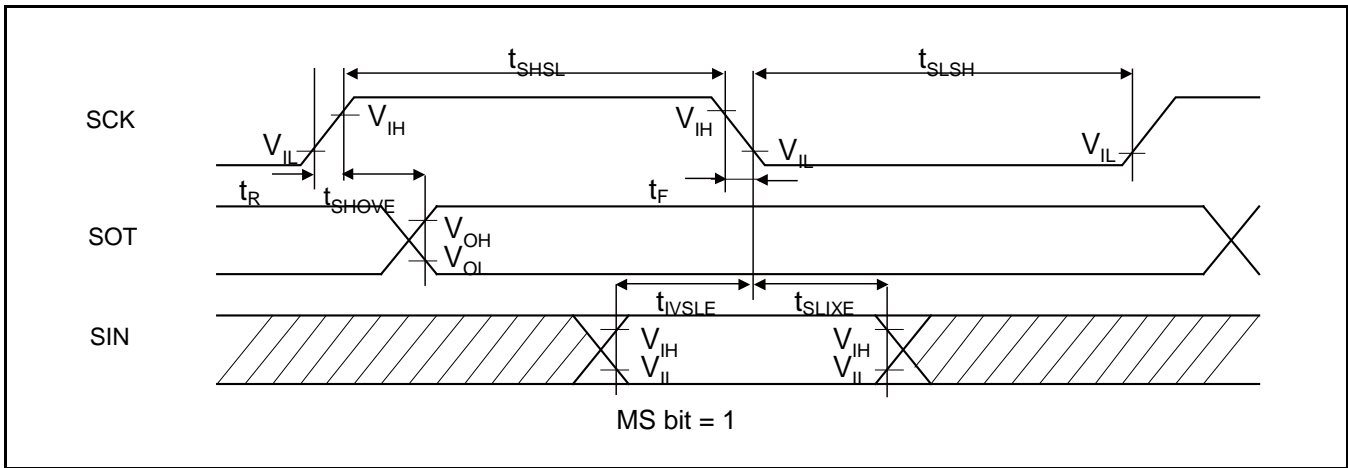 tSHSL
tSLSH
SCK
VIH
VIH
VIL
VIL
VIL
tR
tSHOVE
tF
SOT
VOH
VOL
tIVSLE
tSLIXE
SIN
VIH
VIH
VIL
VIL
MS bit = 1